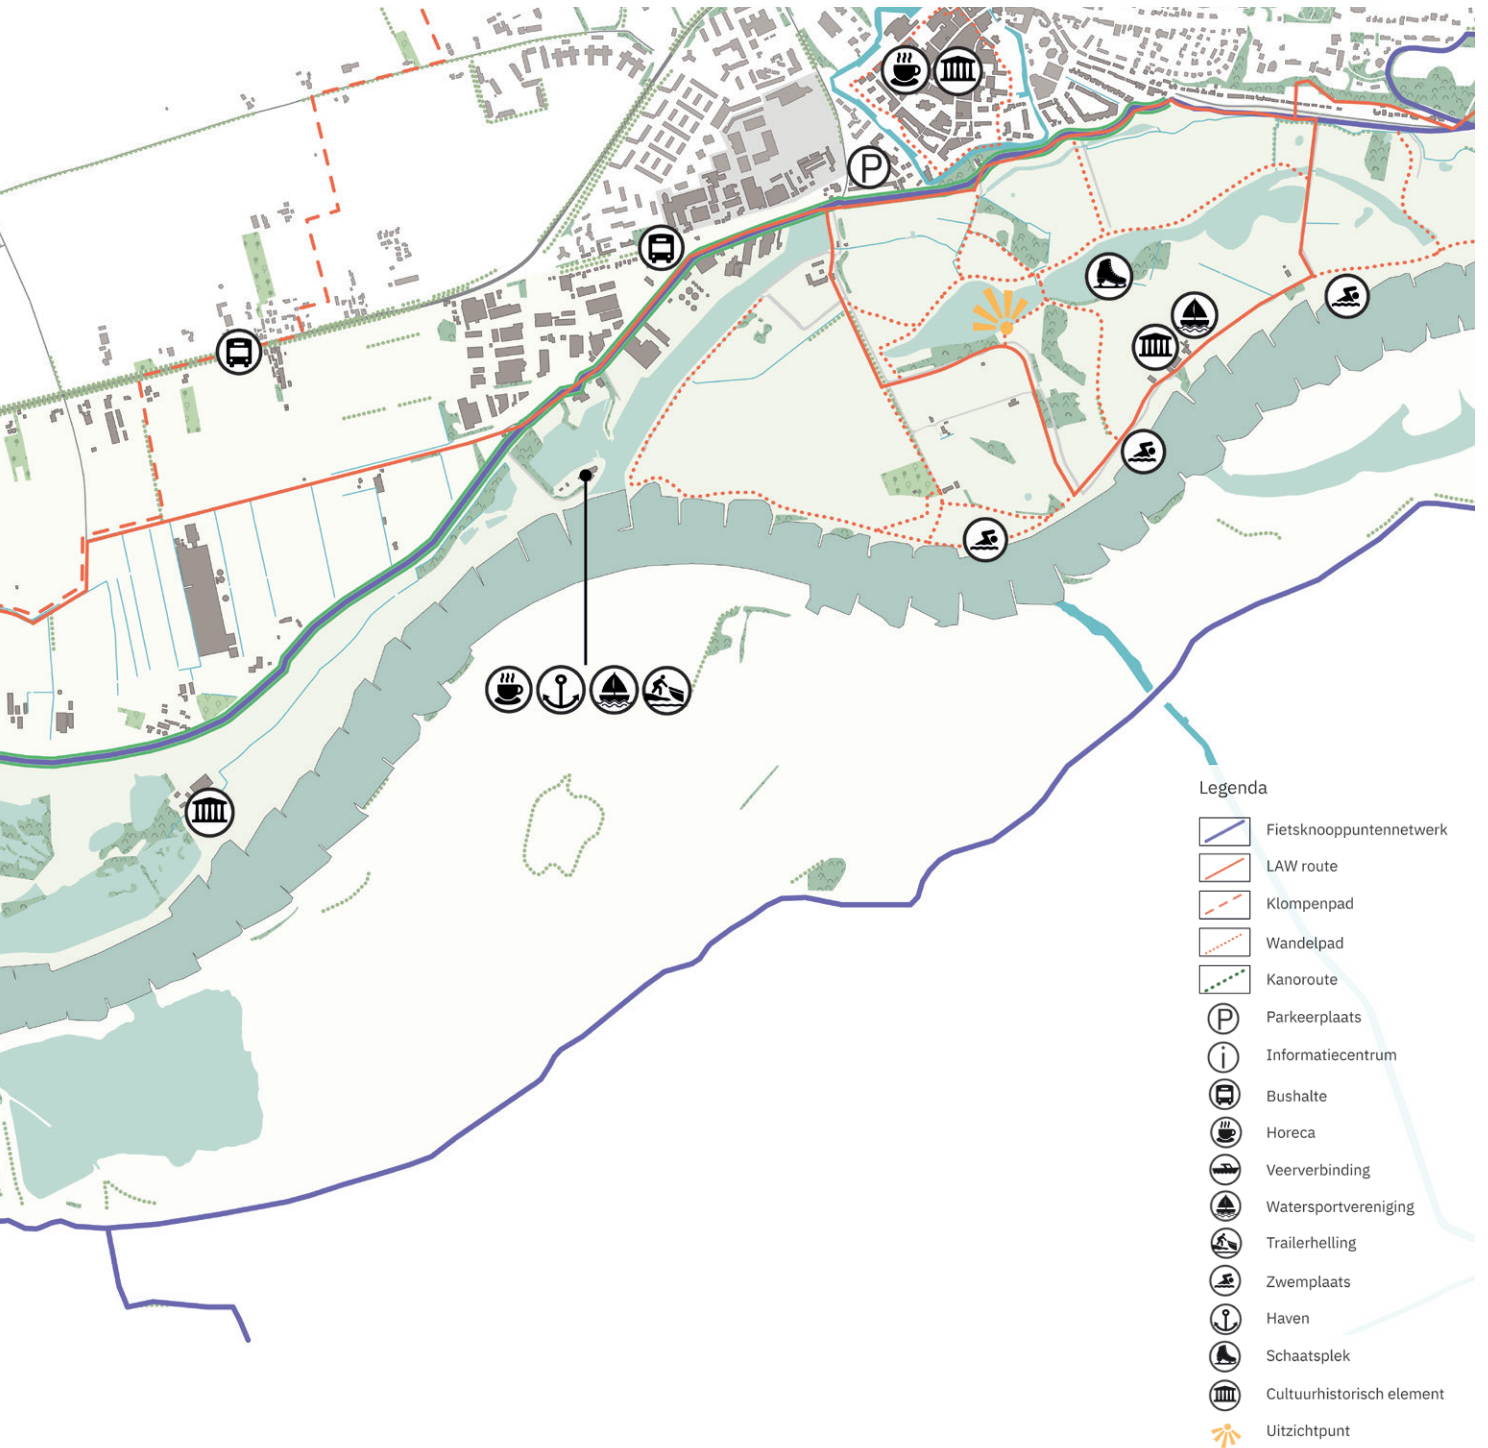 P
Legenda
Fietsknooppuntennetwerk
LAW route
Klompenpad
Wandelpad
Kanoroute
P Parkeerplaats
i Informatiecentrum
Bushalte
Horeca
Veerverbinding
Watersportvereniging
Trailerhelling
Zwemplaats
Haven
Schaatsplek
Cultuurhistorisch element
Uitzichtpunt